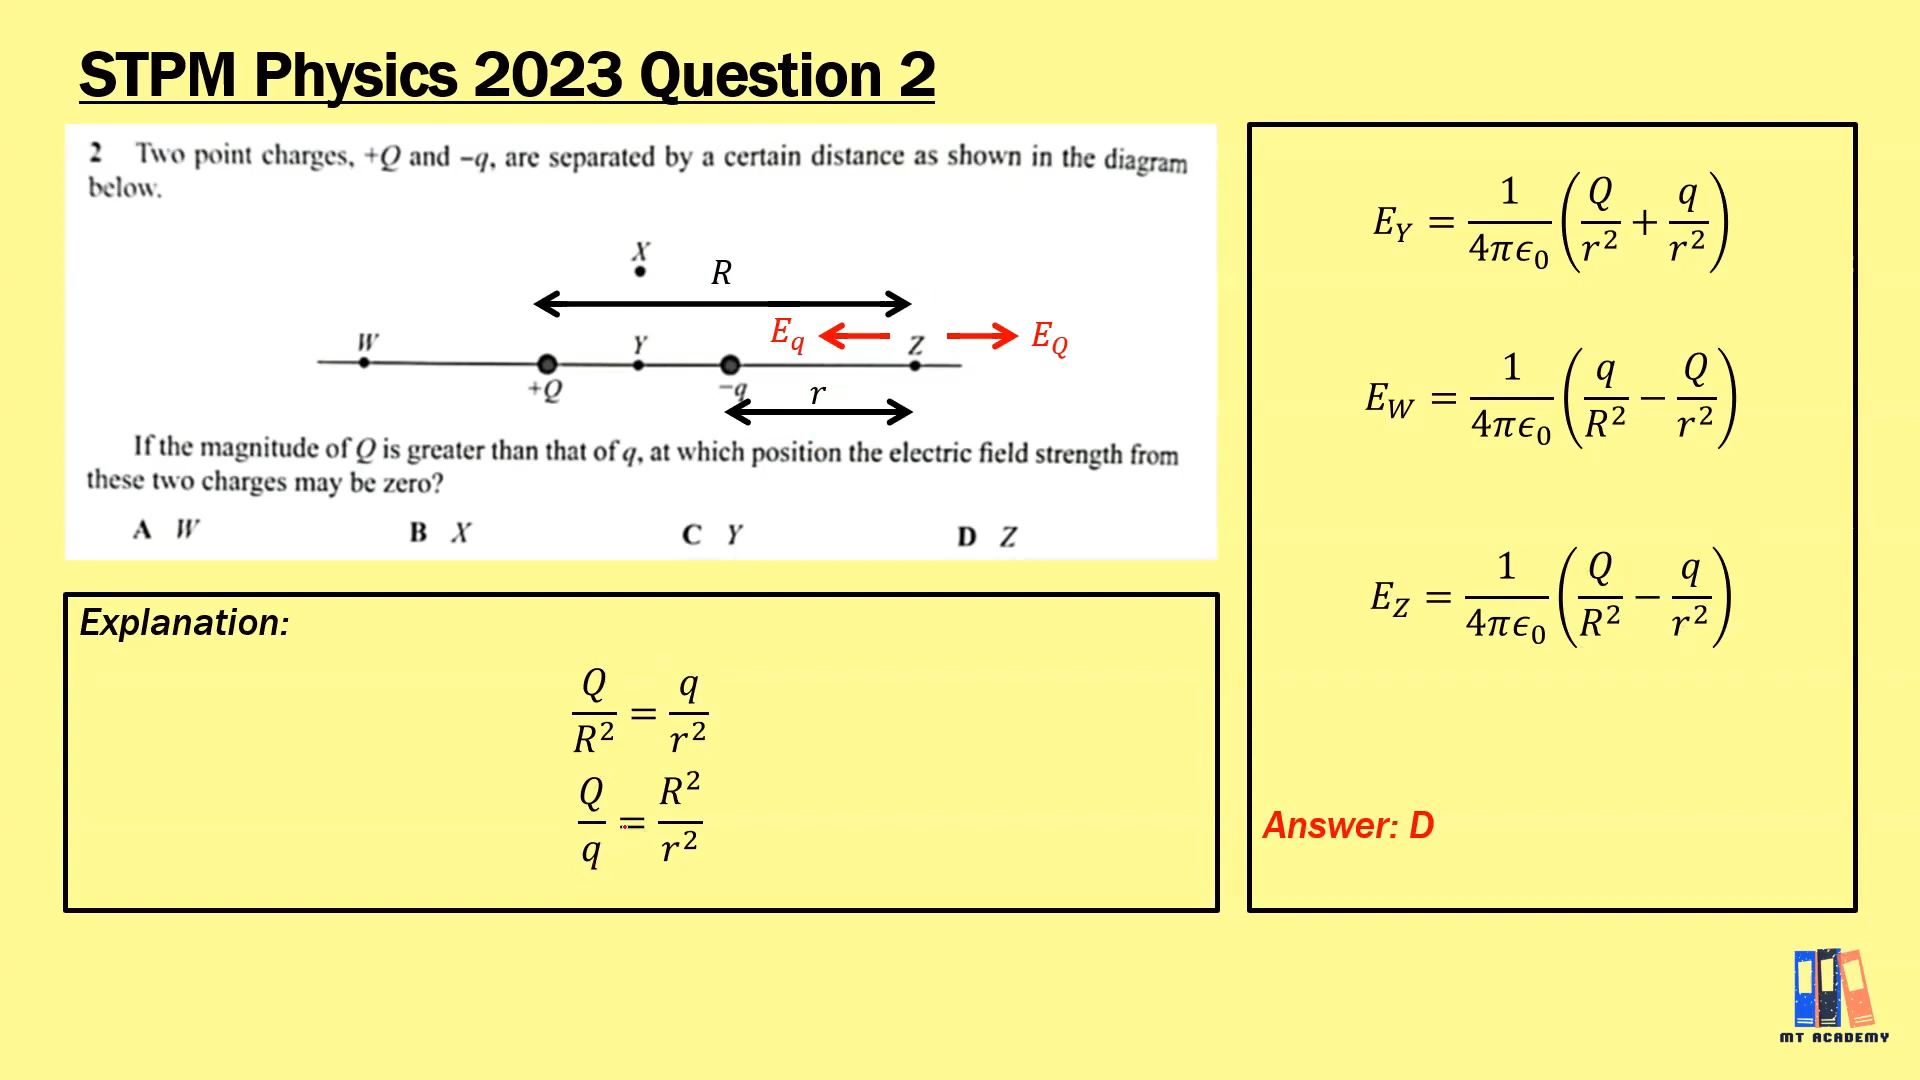 STPM Physics 2023 Question 2
2 Two point charges, +Q and −q, are separated by a certain distance as shown in the diagram
below.
X
R
W
Y
E_q
Z
E_Q
+Q
−q
r
If the magnitude of Q is greater than that of q, at which position the electric field strength from
these two charges may be zero?
A W B X C Y D Z
Explanation:
Q/R² = q/r²
Q/q = R²/r²
E_Y = 1/4πϵ₀ (Q/r² + q/r²)
E_W = 1/4πϵ₀ (q/R² − Q/r²)
E_Z = 1/4πϵ₀ (Q/R² − q/r²)
Answer: D
MT ACADEMY